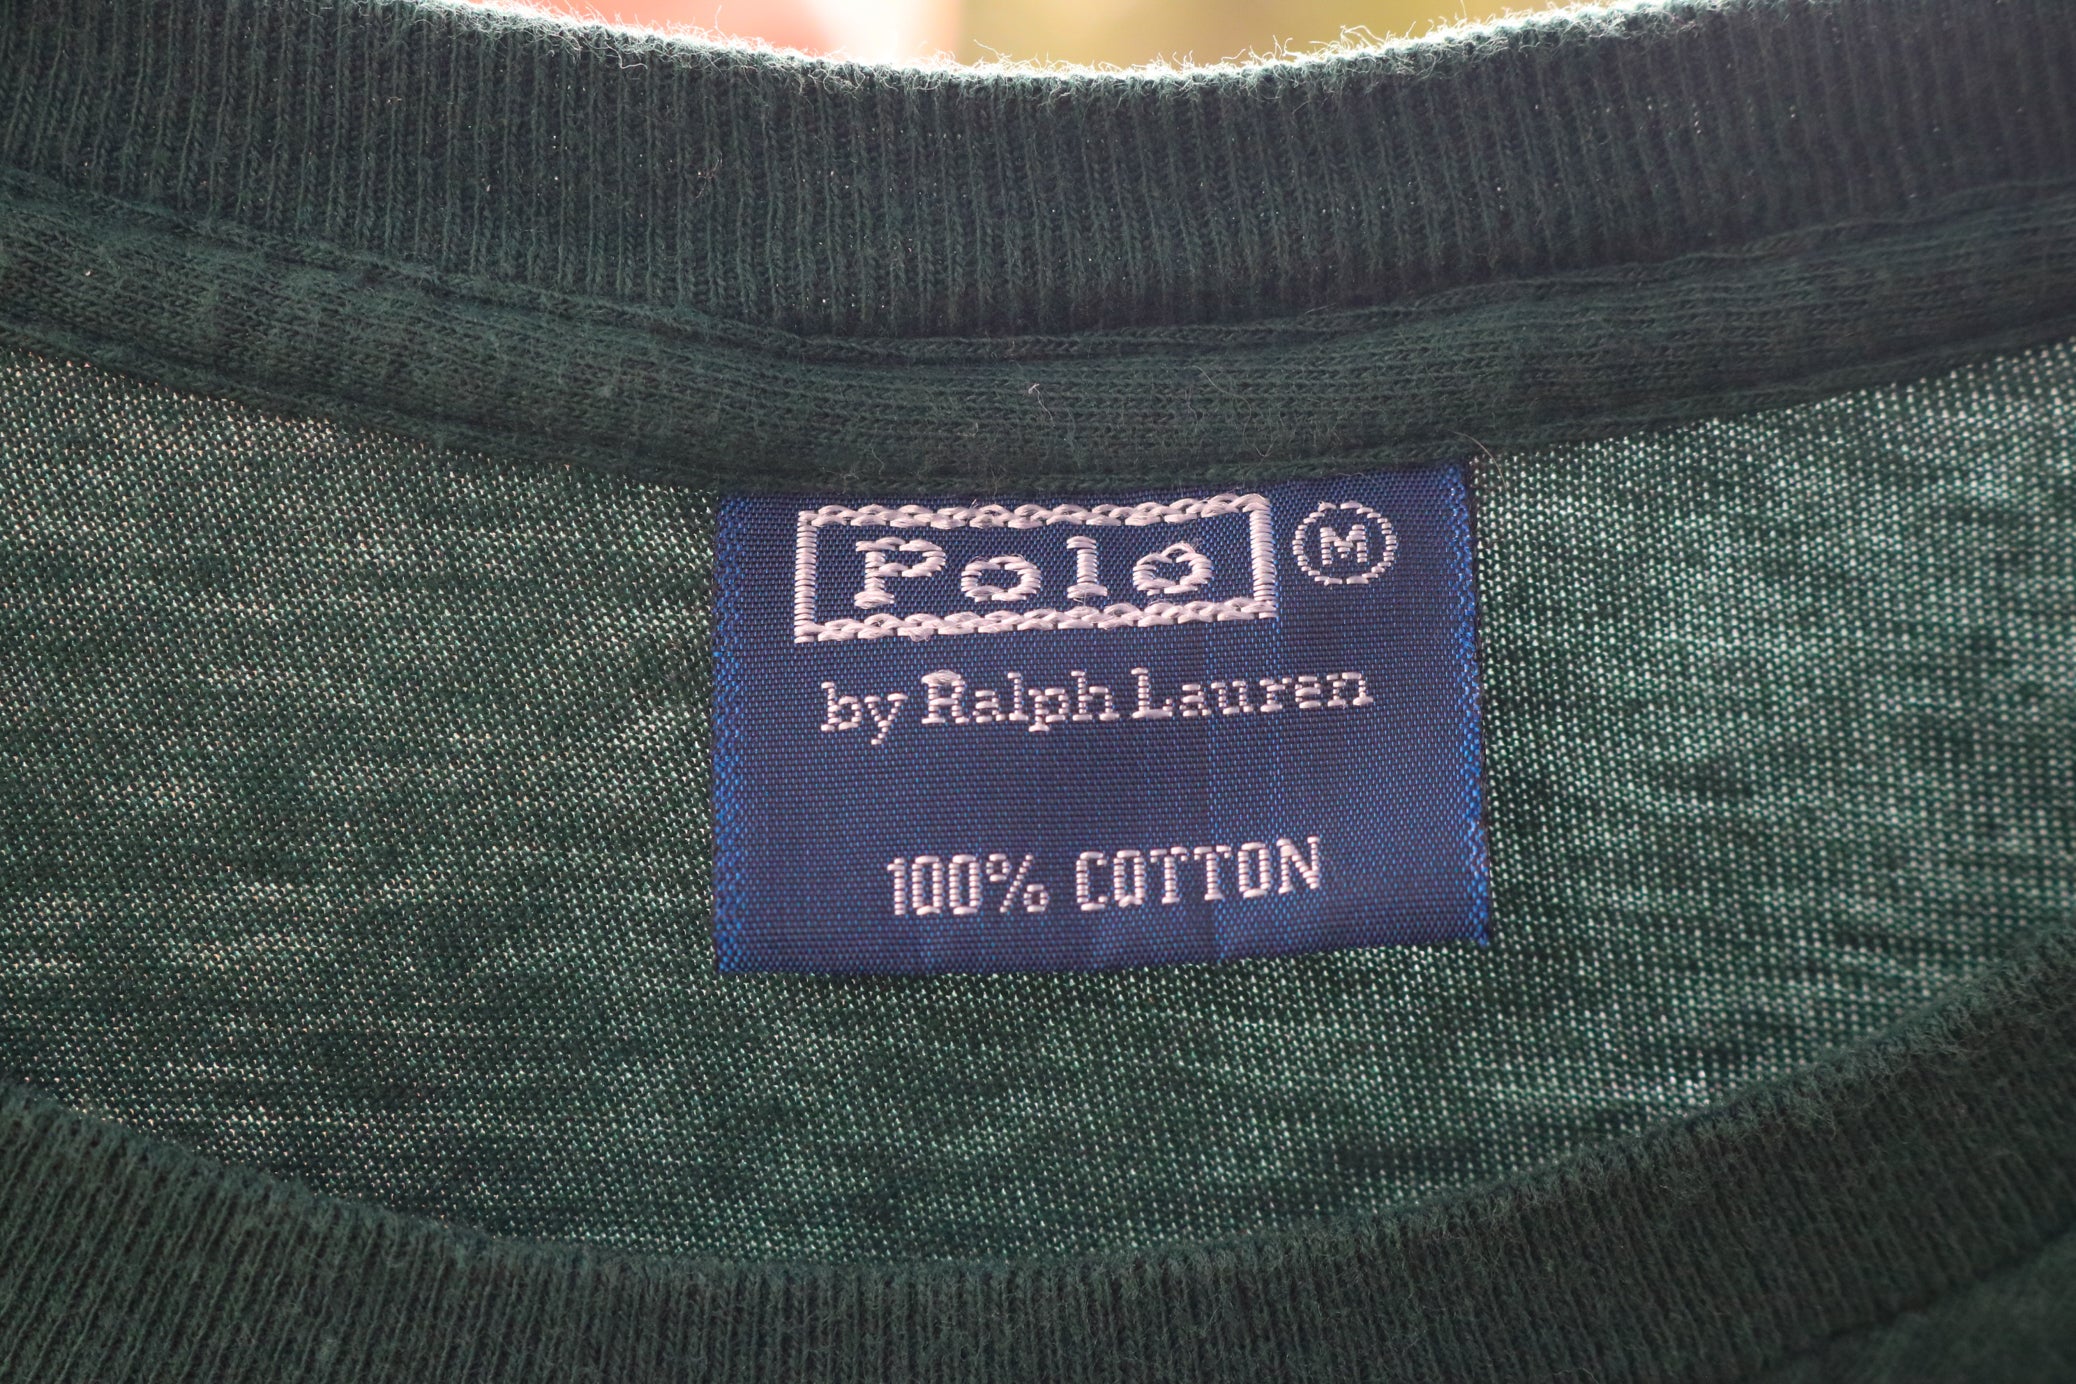 Polo M
by Ralph Lauren
100% COTTON